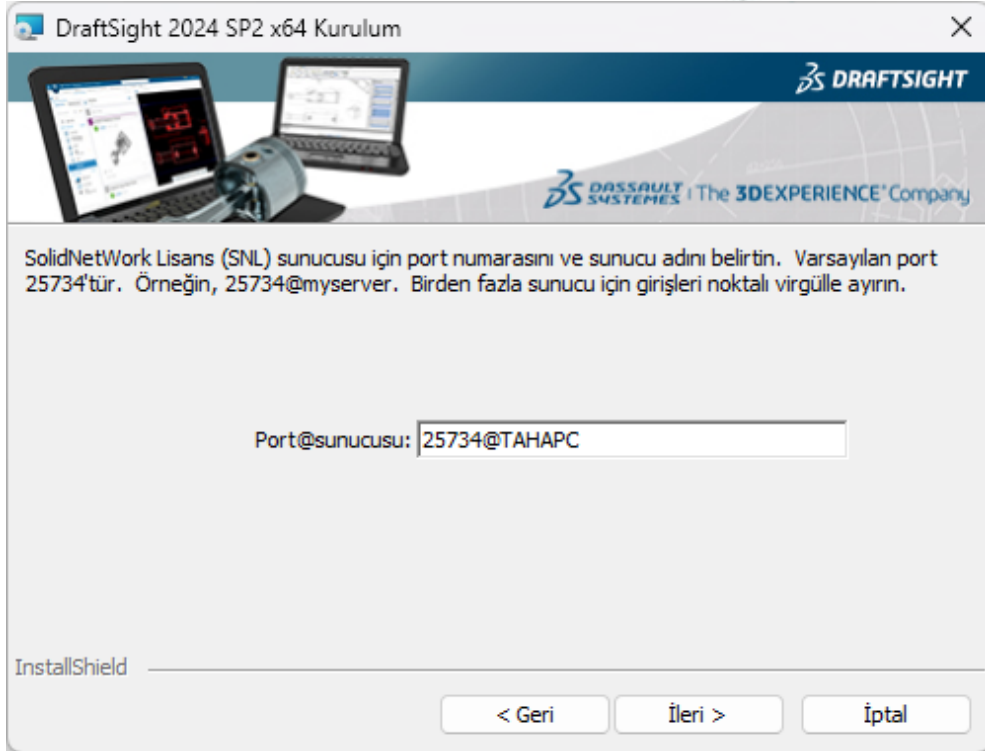 DraftSight 2024 SP2 x64 Kurulum
DRAFTSIGHT
DASSAULT SYSTEMES | The 3DEXPERIENCE® Company
SolidNetWork Lisans (SNL) sunucusu için port numarasını ve sunucu adını belirtin. Varsayılan port
25734'tür. Örneğin, 25734@myserver. Birden fazla sunucu için girişleri noktalı virgülle ayırın.
Port@sunucusu: 25734@TAHAPC
InstallShield
< Geri İleri > İptal